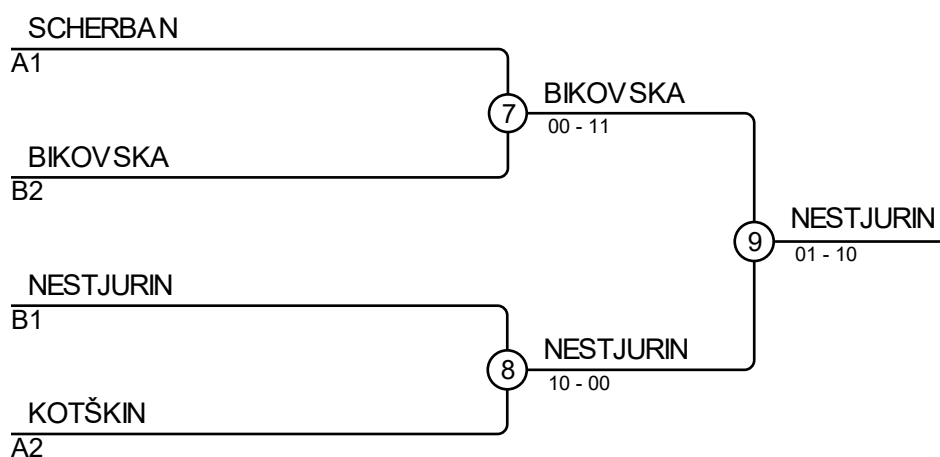 SCHERBAN
A1
7
BIKOVSKA
00 - 11
BIKOVSKA
B2
9
NESTJURIN
01 - 10
NESTJURIN
B1
8
NESTJURIN
10 - 00
KOTŠKIN
A2